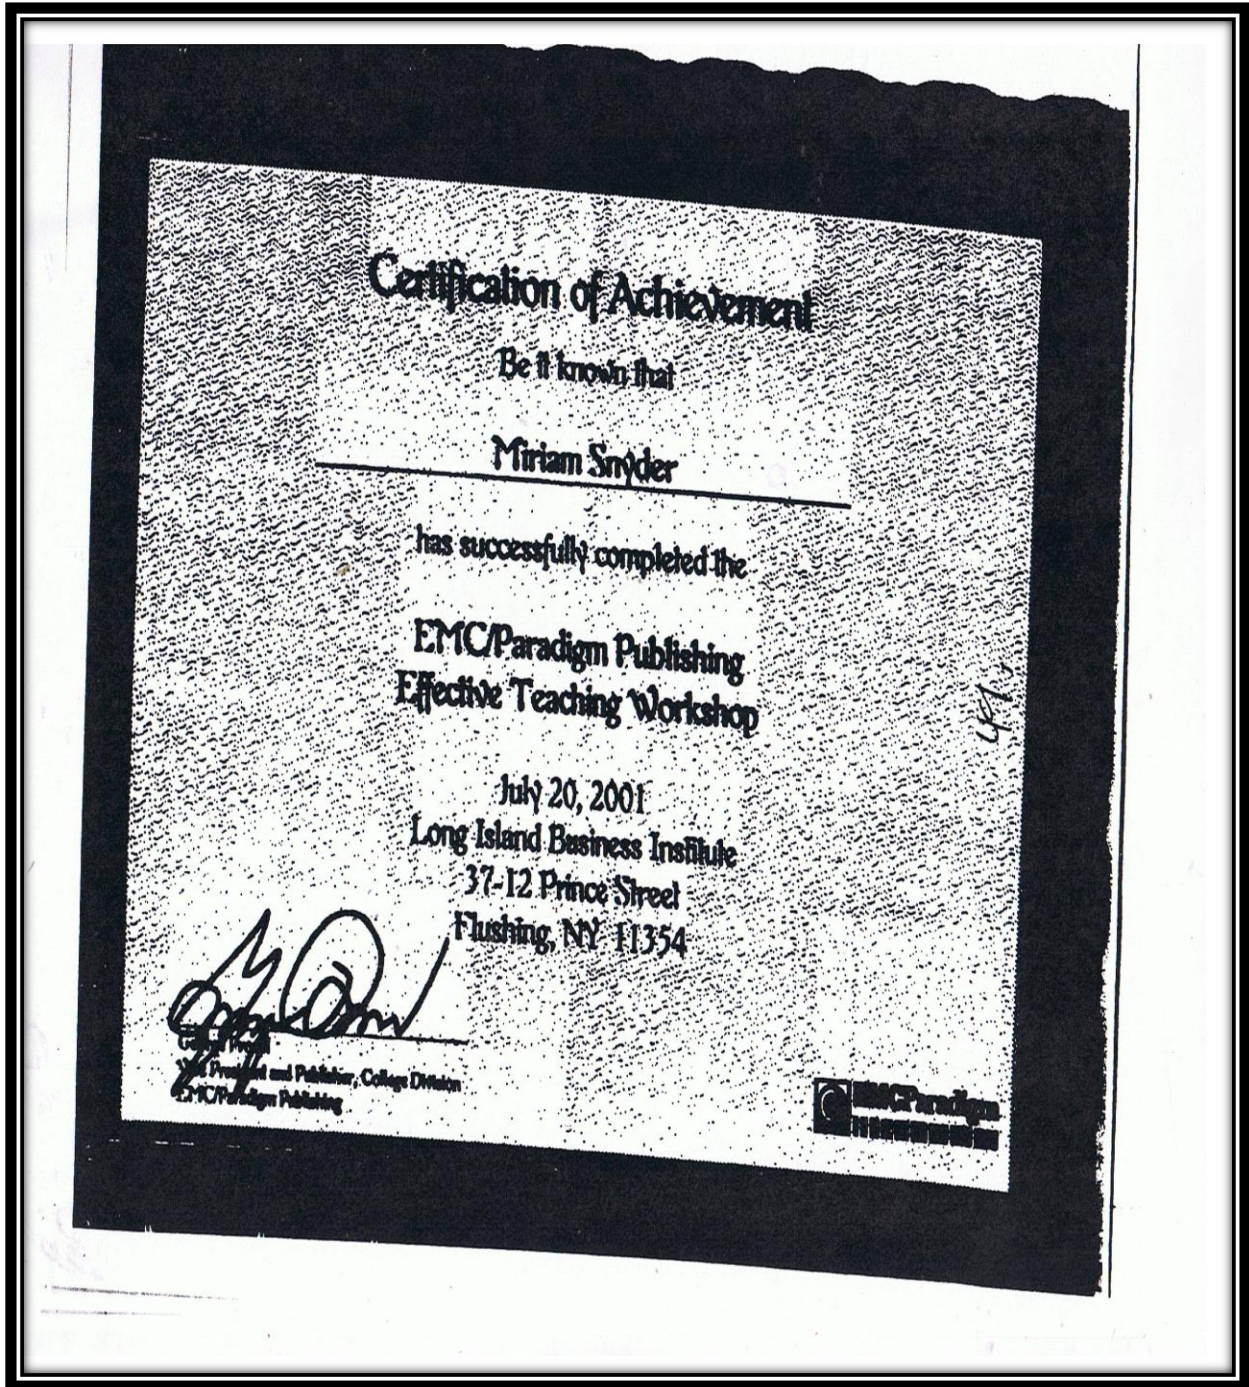 Certification of Achievement
Be it known that
Miriam Snyder
has successfully completed the
EMC/Paradigm Publishing
Effective Teaching Workshop
July 20, 2001
Long Island Business Institute
37-12 Prince Street
Flushing, NY 11354
Vice President and Publisher, College Division
EMC/Paradigm Publishing
EMCParadigm